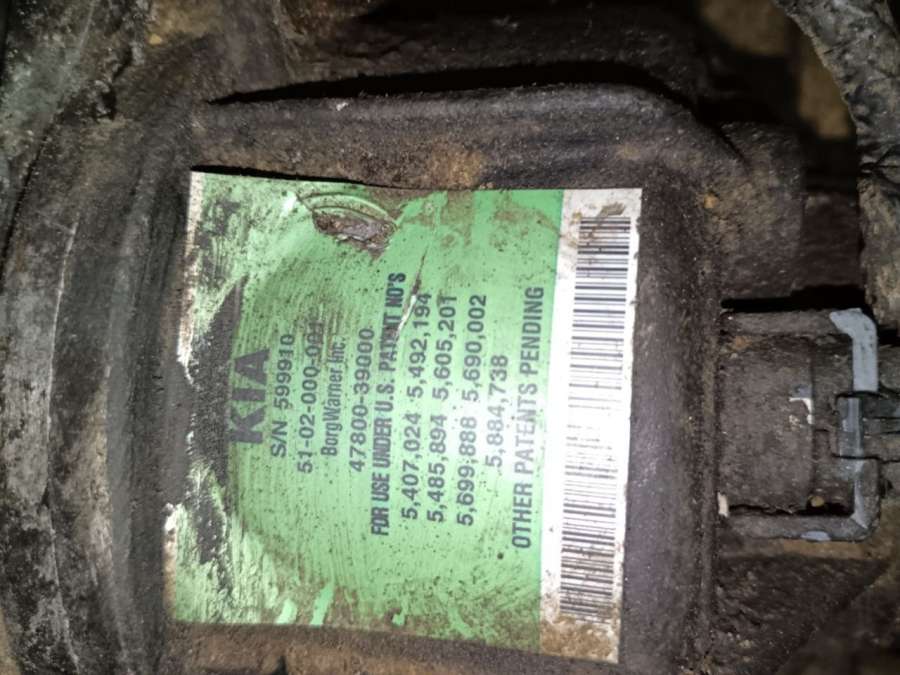 KIA
S/N 599910
51-02-000-001
BorgWarner Inc.
47800-39000
FOR USE UNDER U.S. PATENT NO'S
5,407,024 5,492,194
5,485,894 5,605,201
5,699,888 5,690,002
5,884,738
OTHER PATENTS PENDING